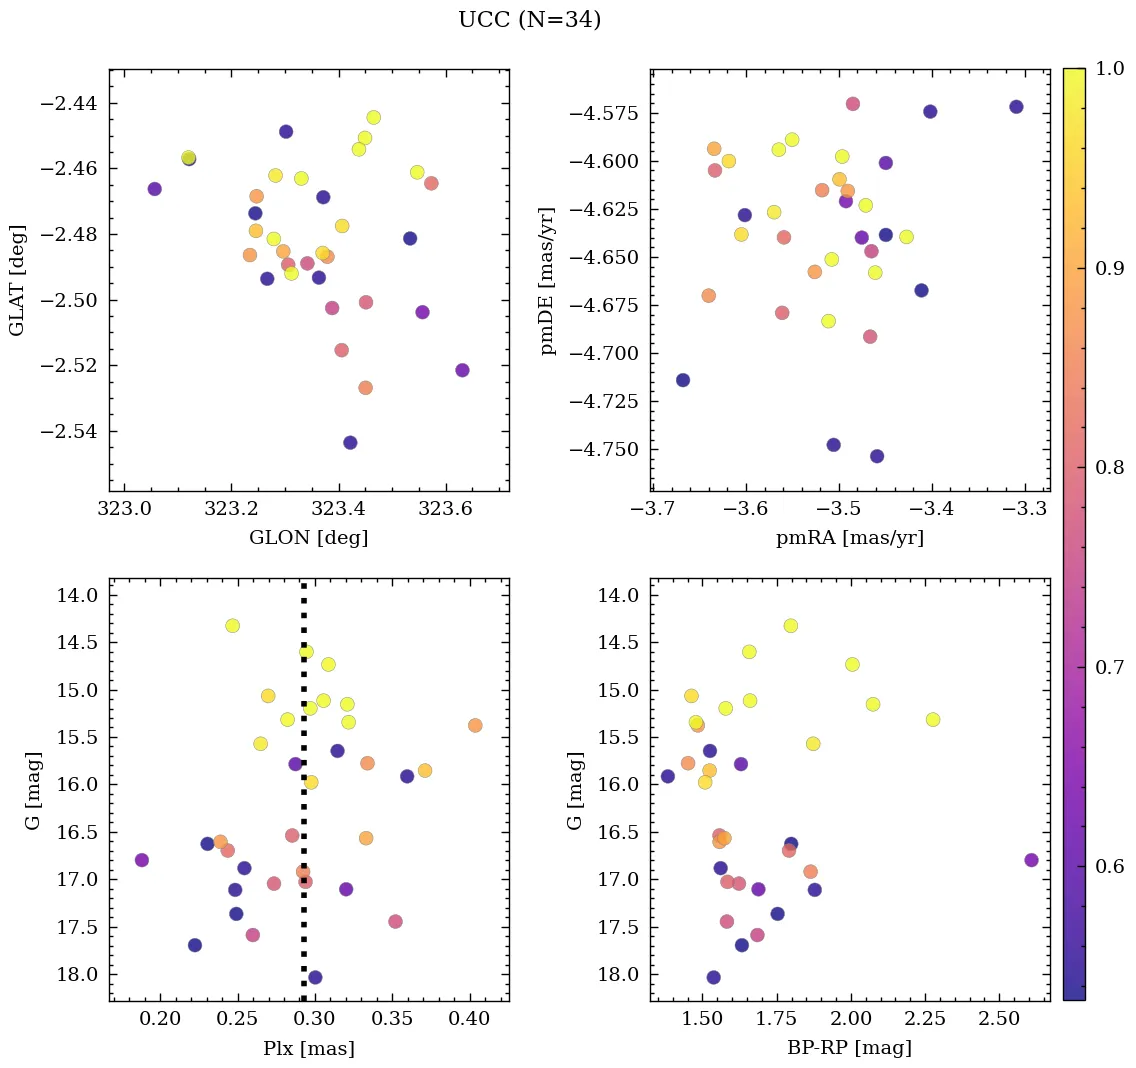 UCC (N=34)
−2.44
−2.46
−2.48
−2.50
−2.52
−2.54
GLAT [deg]
323.0 323.2 323.4 323.6
GLON [deg]
−4.575
−4.600
−4.625
−4.650
−4.675
−4.700
−4.725
−4.750
pmDE [mas/yr]
−3.7 −3.6 −3.5 −3.4 −3.3
pmRA [mas/yr]
1.0
0.9
0.8
0.7
0.6
14.0
14.5
15.0
15.5
16.0
16.5
17.0
17.5
18.0
G [mag]
0.20 0.25 0.30 0.35 0.40
Plx [mas]
14.0
14.5
15.0
15.5
16.0
16.5
17.0
17.5
18.0
G [mag]
1.50 1.75 2.00 2.25 2.50
BP-RP [mag]